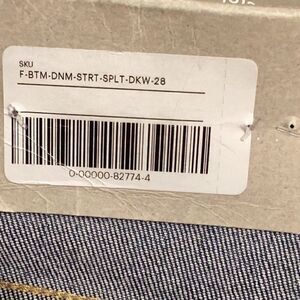 SKU
F-BTM-DNM-STRT-SPLT-DKW-28
0-00000-82774-4